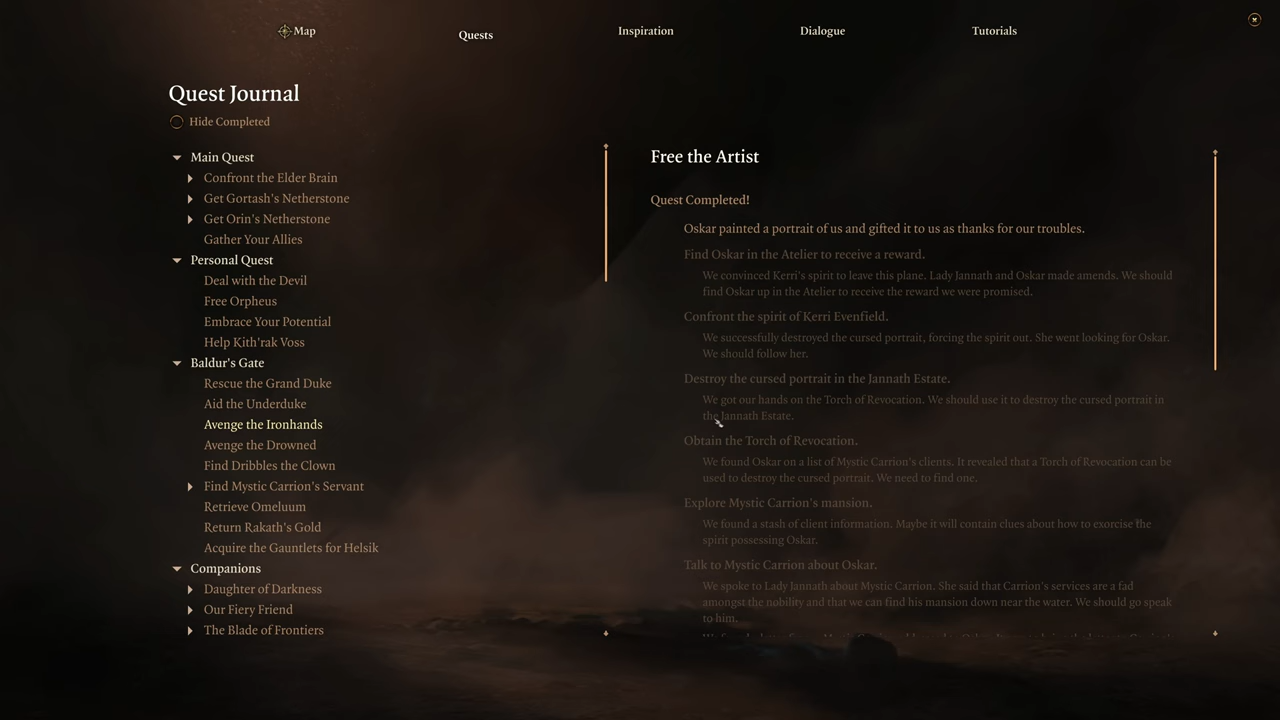 Map
Quests
Inspiration
Dialogue
Tutorials
Quest Journal
Hide Completed
Main Quest
Confront the Elder Brain
Get Gortash's Netherstone
Get Orin's Netherstone
Gather Your Allies
Personal Quest
Deal with the Devil
Free Orpheus
Embrace Your Potential
Help Kith'rak Voss
Baldur's Gate
Rescue the Grand Duke
Aid the Underduke
Avenge the Ironhands
Avenge the Drowned
Find Dribbles the Clown
Find Mystic Carrion's Servant
Retrieve Omeluum
Return Rakath's Gold
Acquire the Gauntlets for Helsik
Companions
Daughter of Darkness
Our Fiery Friend
The Blade of Frontiers
Free the Artist
Quest Completed!
Oskar painted a portrait of us and gifted it to us as thanks for our troubles.
Find Oskar in the Atelier to receive a reward.
We convinced Kerri's spirit to leave this plane. Lady Jannath and Oskar made amends. We should
find Oskar up in the Atelier to receive the reward we were promised.
Confront the spirit of Kerri Evenfield.
We successfully destroyed the cursed portrait, forcing the spirit out. She went looking for Oskar.
We should follow her.
Destroy the cursed portrait in the Jannath Estate.
We got our hands on the Torch of Revocation. We should use it to destroy the cursed portrait in
the Jannath Estate.
Obtain the Torch of Revocation.
We found Oskar on a list of Mystic Carrion's clients. It revealed that a Torch of Revocation can be
used to destroy the cursed portrait. We need to find one.
Explore Mystic Carrion's mansion.
We found a stash of client information. Maybe it will contain clues about how to exorcise the
spirit possessing Oskar.
Talk to Mystic Carrion about Oskar.
We spoke to Lady Jannath about Mystic Carrion. She said that Carrion's services are a fad
amongst the nobility and that we can find his mansion down near the water. We should go speak
to him.